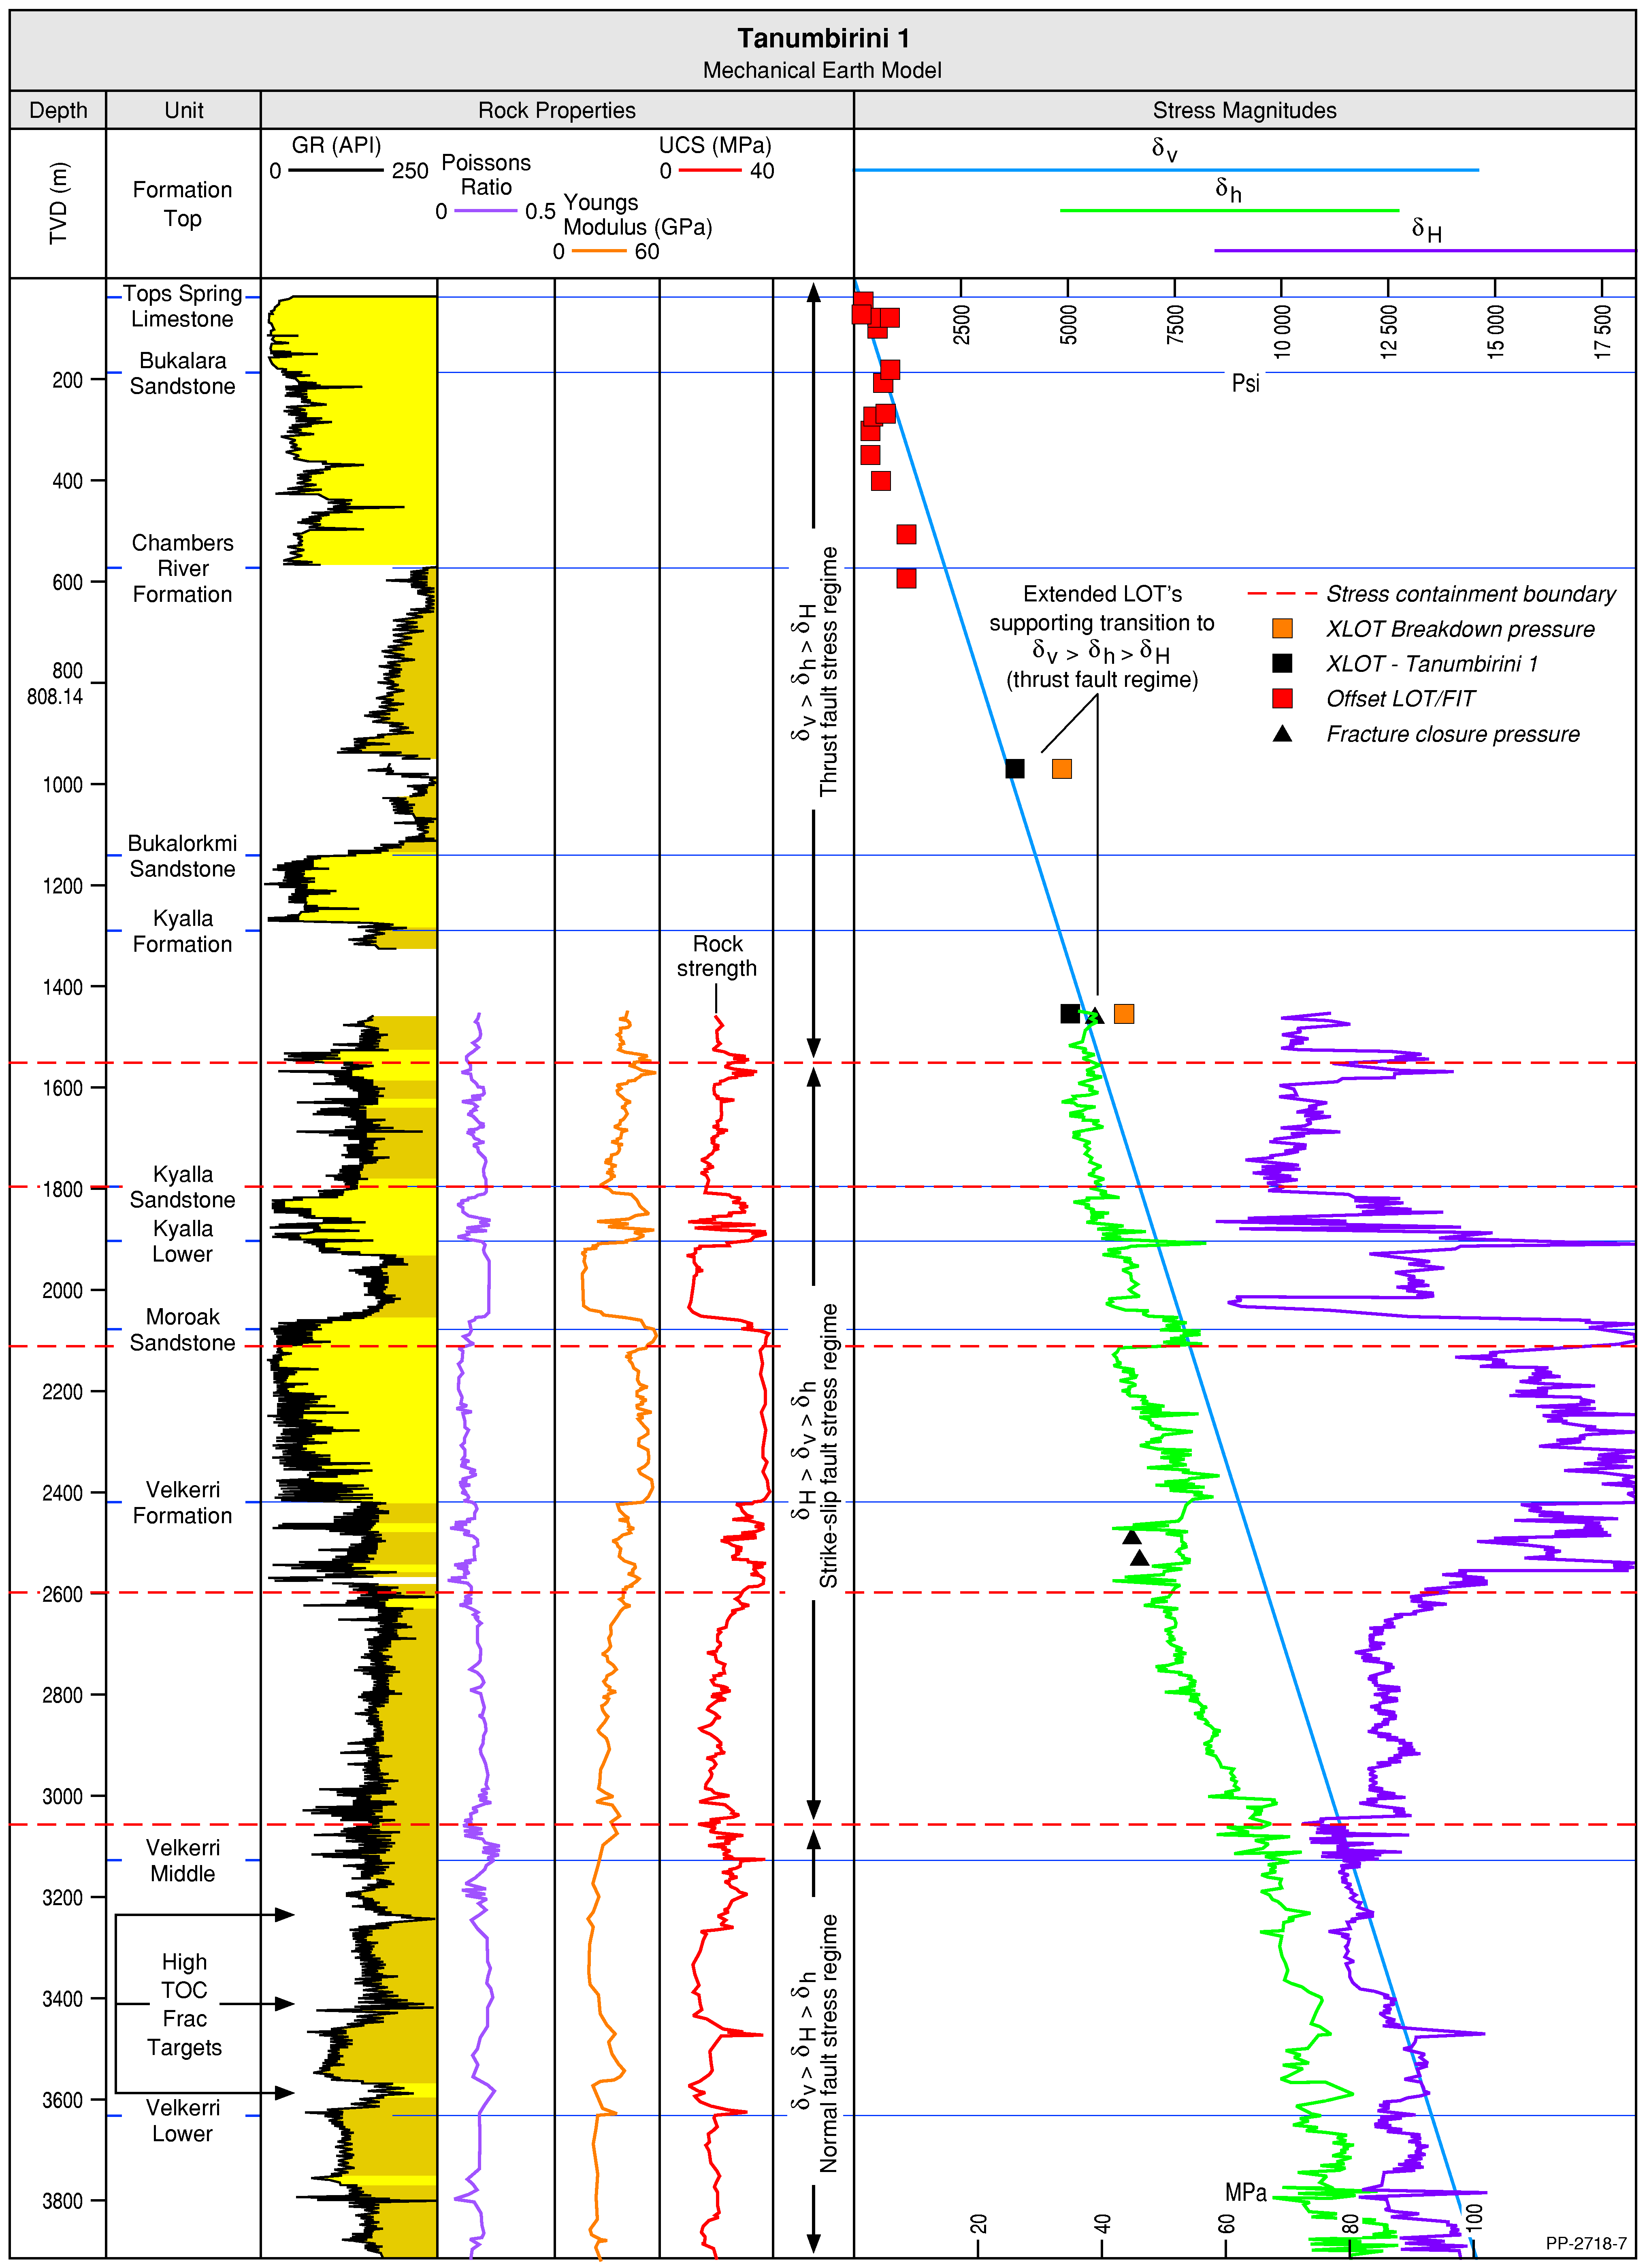 Tanumbirini 1
Mechanical Earth Model
Depth
Unit
Rock Properties
Stress Magnitudes
TVD (m)
Formation
Top
GR (API)
0
250
Poissons
Ratio
0
0.5
Youngs
Modulus (GPa)
0
60
UCS (MPa)
0
40
δv
δh
δH
Tops Spring
Limestone
Bukalara
Sandstone
Chambers
River
Formation
Bukalorkmi
Sandstone
Kyalla
Formation
Kyalla
Sandstone
Kyalla
Lower
Moroak
Sandstone
Velkerri
Formation
Velkerri
Middle
High
TOC
Frac
Targets
Velkerri
Lower
200
400
600
800
808.14
1000
1200
1400
1600
1800
2000
2200
2400
2600
2800
3000
3200
3400
3600
3800
Rock
strength
δv > δh > δH
Thrust fault stress regime
δH > δv > δh
Strike-slip fault stress regime
δv > δH > δh
Normal fault stress regime
2500
5000
7500
10 000
12 500
15 000
17 500
Psi
Extended LOT's
supporting transition to
δv > δh > δH
(thrust fault regime)
Stress containment boundary
XLOT Breakdown pressure
XLOT - Tanumbirini 1
Offset LOT/FIT
Fracture closure pressure
MPa
20
40
60
80
100
PP-2718-7